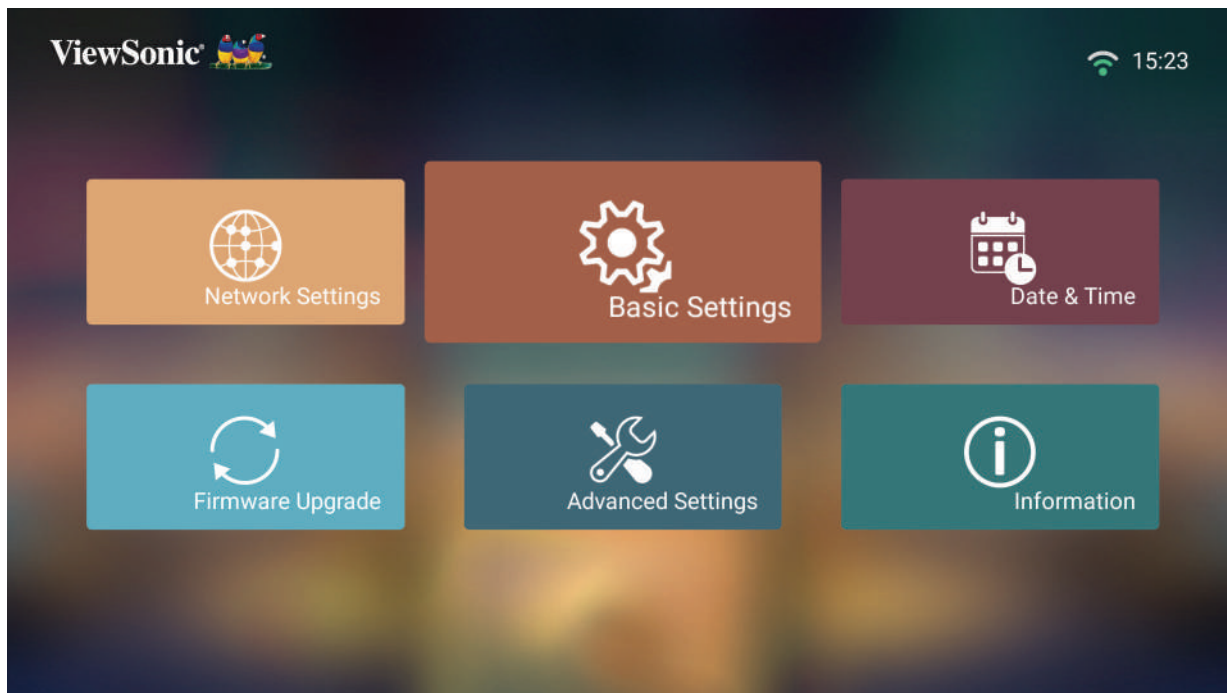 ViewSonic®
15:23
Network Settings
Basic Settings
Date & Time
Firmware Upgrade
Advanced Settings
Information